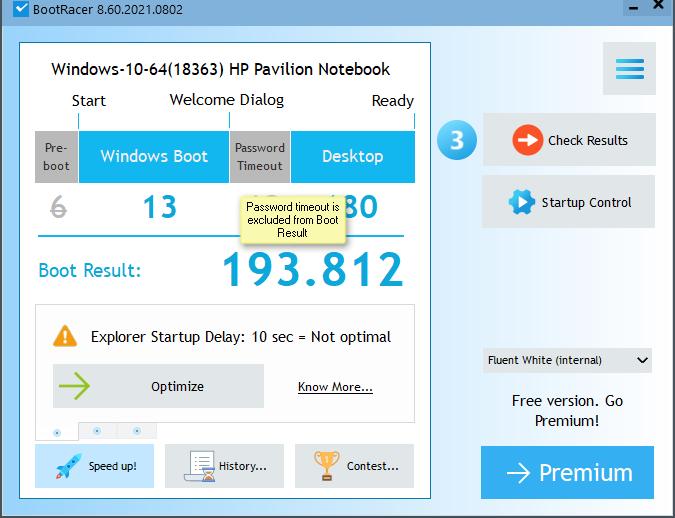 BootRacer 8.60.2021.0802
Windows-10-64(18363) HP Pavilion Notebook
Start
Welcome Dialog
Ready
Pre-
boot
Windows Boot
Password
Timeout
Desktop
6
13
80
Password timeout is
excluded from Boot
Result
Boot Result:
193.812
Explorer Startup Delay: 10 sec = Not optimal
Optimize
Know More...
Speed up!
History...
Contest...
3
Check Results
Startup Control
Fluent White (internal)
Free version. Go
Premium!
Premium